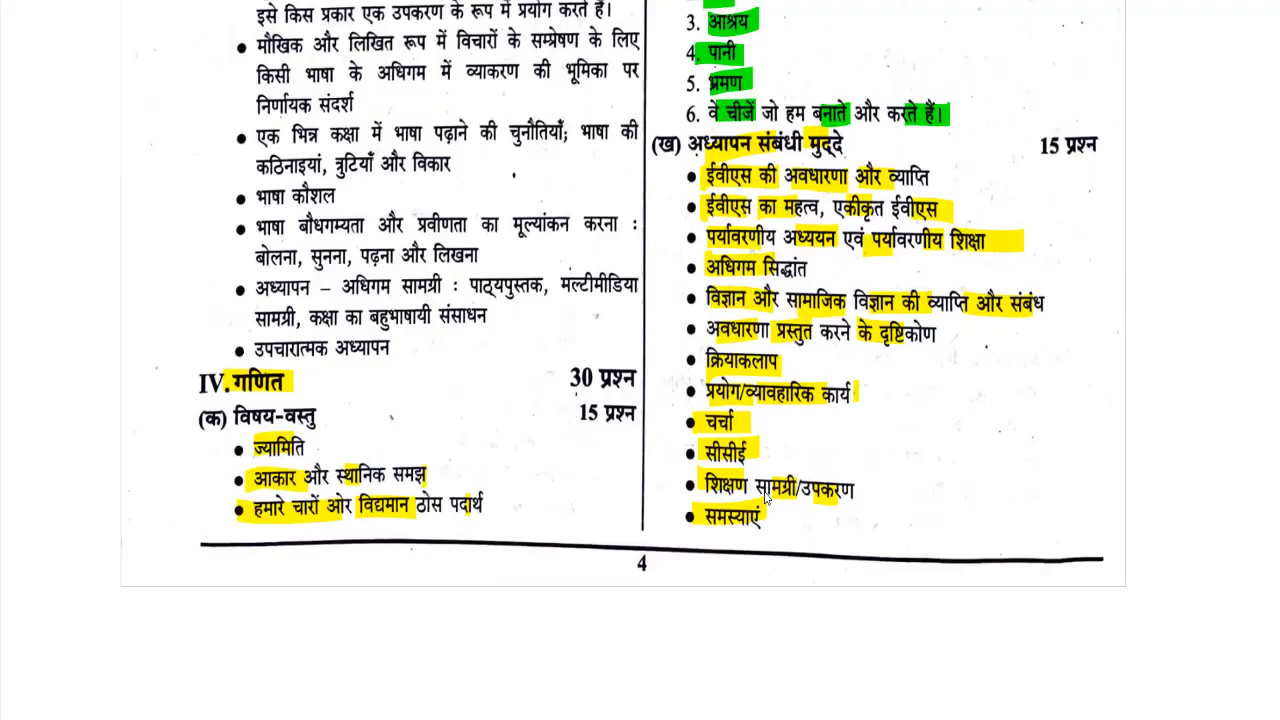 इसे किस प्रकार एक उपकरण के रूप में प्रयोग करते हैं।
● मौखिक और लिखित रूप में विचारों के सम्प्रेषण के लिए
किसी भाषा के अधिगम में व्याकरण की भूमिका पर
निर्णायक संदर्श
● एक भिन्न कक्षा में भाषा पढ़ाने की चुनौतियाँ; भाषा की
कठिनाइयां, त्रुटियाँ और विकार
● भाषा कौशल
● भाषा बौधगम्यता और प्रवीणता का मूल्यांकन करना :
बोलना, सुनना, पढ़ना और लिखना
● अध्यापन – अधिगम सामग्री : पाठ्यपुस्तक, मल्टीमीडिया
सामग्री, कक्षा का बहुभाषायी संसाधन
● उपचारात्मक अध्यापन
IV. गणित 30 प्रश्न
(क) विषय-वस्तु 15 प्रश्न
● ज्यामिति
● आकार और स्थानिक समझ
● हमारे चारों ओर विद्यमान ठोस पदार्थ
3. आश्रय
4. पानी
5. भ्रमण
6. वे चीजें जो हम बनाते और करते हैं।
(ख) अध्यापन संबंधी मुद्दे 15 प्रश्न
● ईवीएस की अवधारणा और व्याप्ति
● ईवीएस का महत्व, एकीकृत ईवीएस
● पर्यावरणीय अध्ययन एवं पर्यावरणीय शिक्षा
● अधिगम सिद्धांत
● विज्ञान और सामाजिक विज्ञान की व्याप्ति और संबंध
● अवधारणा प्रस्तुत करने के दृष्टिकोण
● क्रियाकलाप
● प्रयोग/व्यावहारिक कार्य
● चर्चा
● सीसीई
● शिक्षण सामग्री/उपकरण
● समस्याएं
4